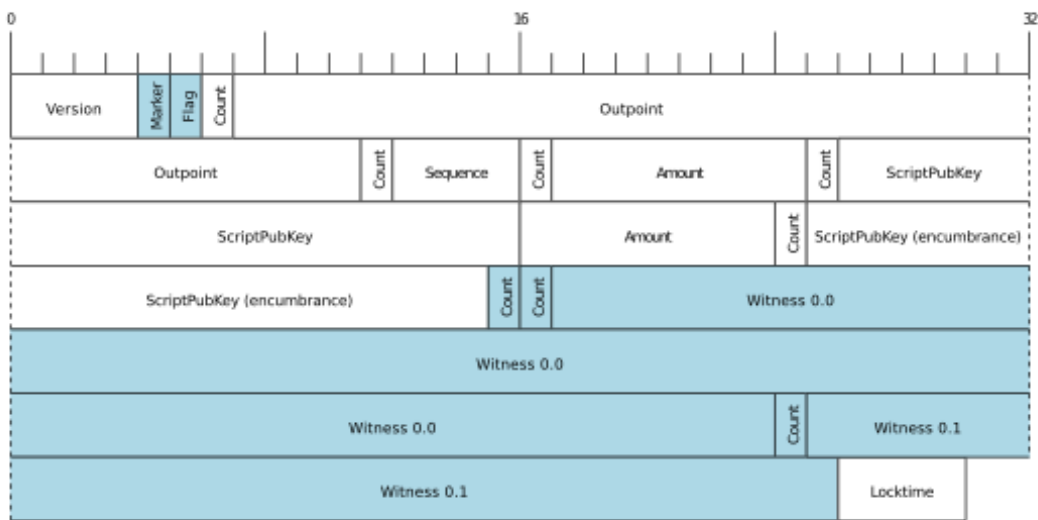 0 16 32
Version Marker Flag Count Outpoint
Outpoint Count Sequence Count Amount Count ScriptPubKey
ScriptPubKey Amount Count ScriptPubKey (encumbrance)
ScriptPubKey (encumbrance) Count Count Witness 0.0
Witness 0.0
Witness 0.0 Count Witness 0.1
Witness 0.1 Locktime